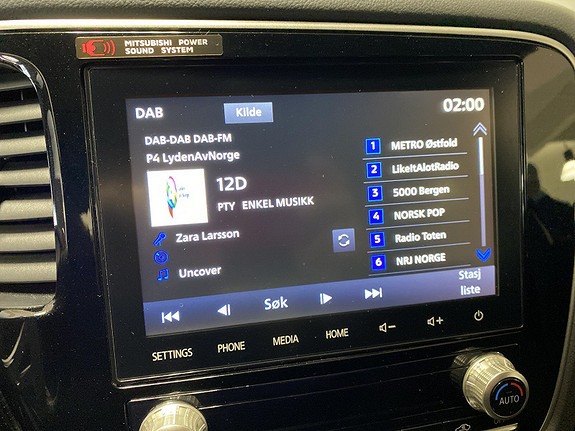 MITSUBISHI POWER
SOUND SYSTEM
DAB
Kilde
02:00
DAB-DAB DAB-FM
P4 LydenAvNorge
12D
PTY ENKEL MUSIKK
Zara Larsson
Uncover
1 METRO Østfold
2 LikeItAlotRadio
3 5000 Bergen
4 NORSK POP
5 Radio Toten
6 NRJ NORGE
Søk
Stasj
liste
SETTINGS
PHONE
MEDIA
HOME
AUTO